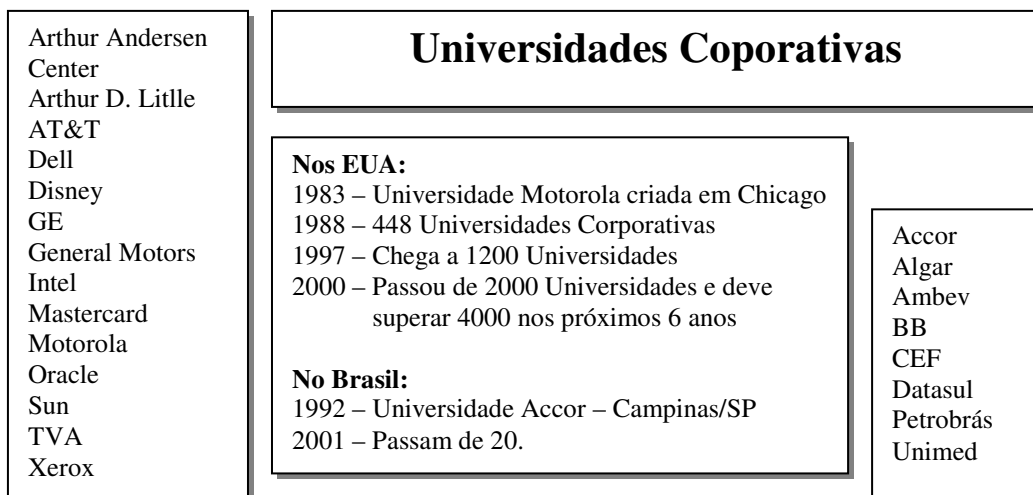 Universidades Coporativas
Arthur Andersen
Center
Arthur D. Litlle
AT&T
Dell
Disney
GE
General Motors
Intel
Mastercard
Motorola
Oracle
Sun
TVA
Xerox
Nos EUA:
1983 – Universidade Motorola criada em Chicago
1988 – 448 Universidades Corporativas
1997 – Chega a 1200 Universidades
2000 – Passou de 2000 Universidades e deve
superar 4000 nos próximos 6 anos
No Brasil:
1992 – Universidade Accor – Campinas/SP
2001 – Passam de 20.
Accor
Algar
Ambev
BB
CEF
Datasul
Petrobrás
Unimed